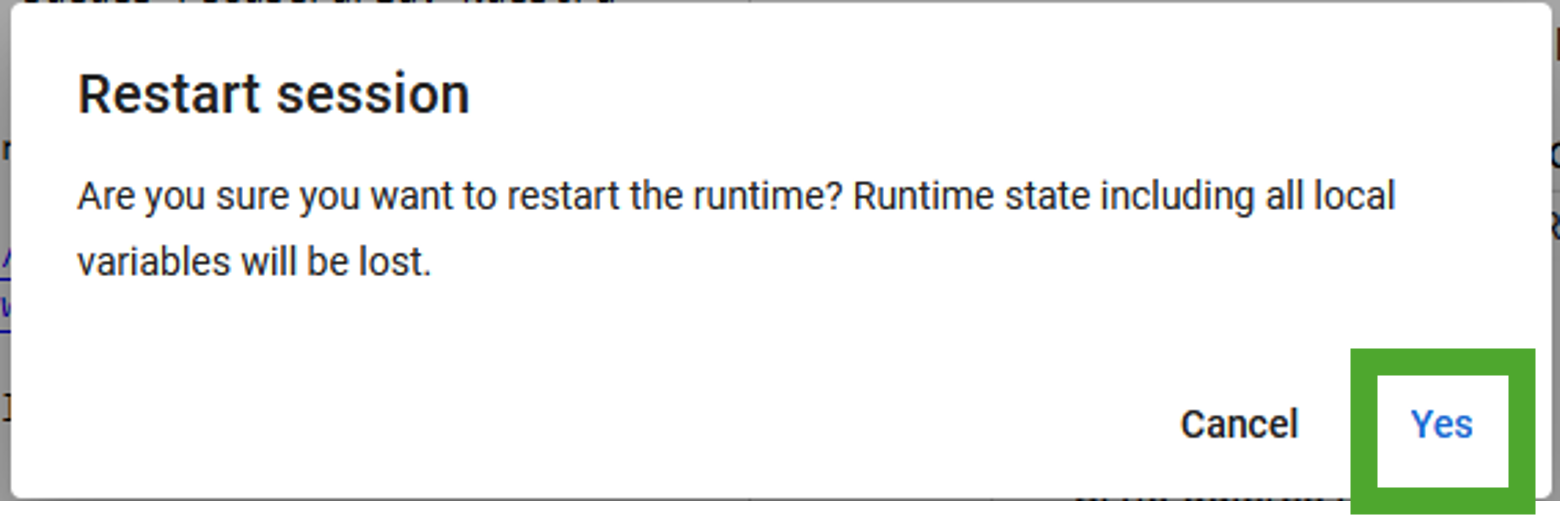 Restart session
Are you sure you want to restart the runtime? Runtime state including all local
variables will be lost.
Cancel
Yes